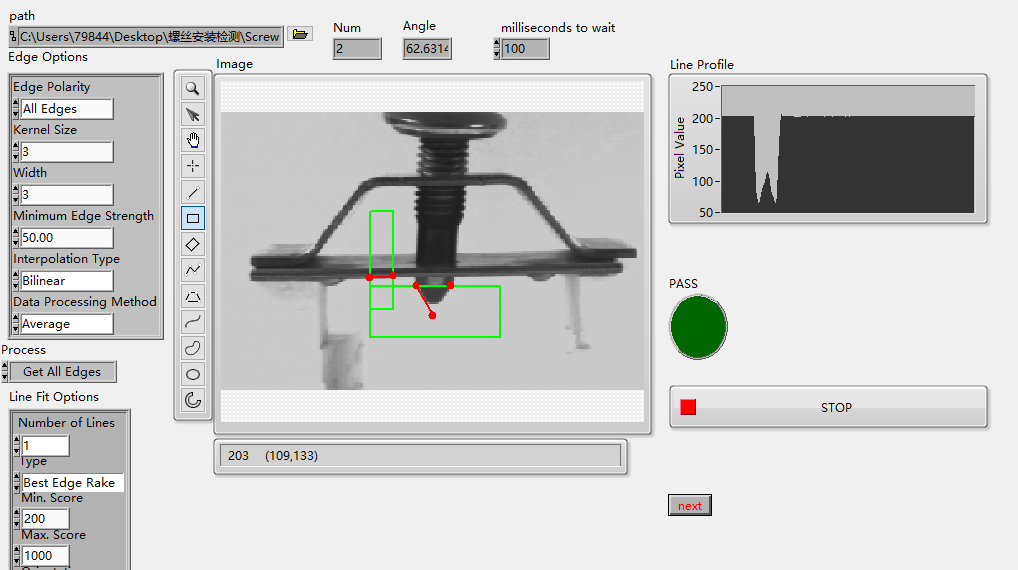 path
C:\Users\79844\Desktop\螺丝安装检测\Screw
Num
2
Angle
62.6314
milliseconds to wait
100
Edge Options
Edge Polarity
All Edges
Kernel Size
3
Width
3
Minimum Edge Strength
50.00
Interpolation Type
Bilinear
Data Processing Method
Average
Process
Get All Edges
Line Fit Options
Number of Lines
1
Type
Best Edge Rake
Min. Score
200
Max. Score
1000
Image
203 (109,133)
Line Profile
Pixel Value
250
200
150
100
50
PASS
STOP
next